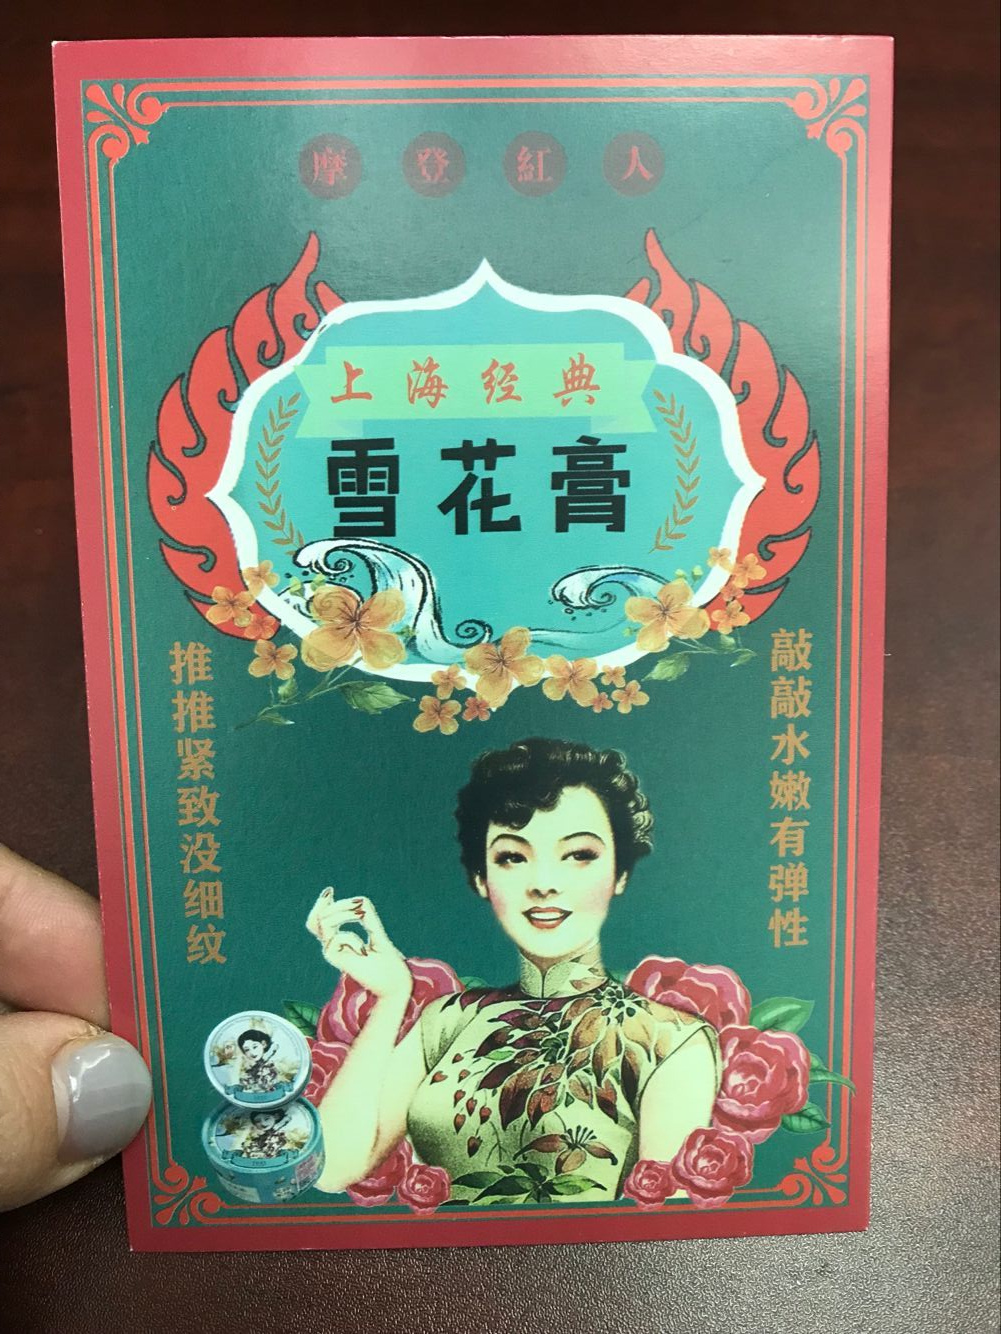 摩登紅人
上海经典
雪花膏
推推紧致没细纹
敲敲水嫩有弹性